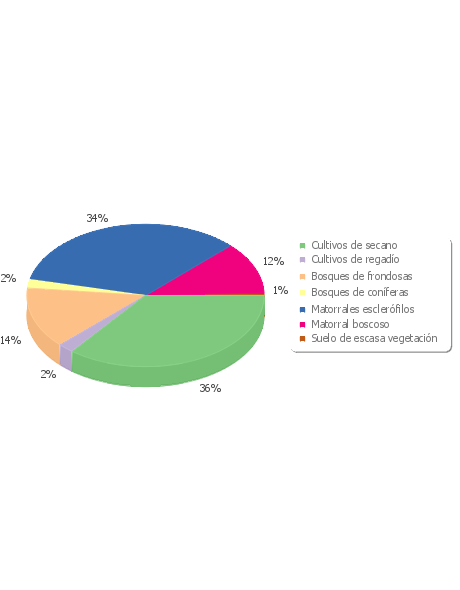 34%
12%
2%
1%
14%
2%
36%
Cultivos de secano
Cultivos de regadío
Bosques de frondosas
Bosques de coníferas
Matorrales esclerófilos
Matorral boscoso
Suelo de escasa vegetación